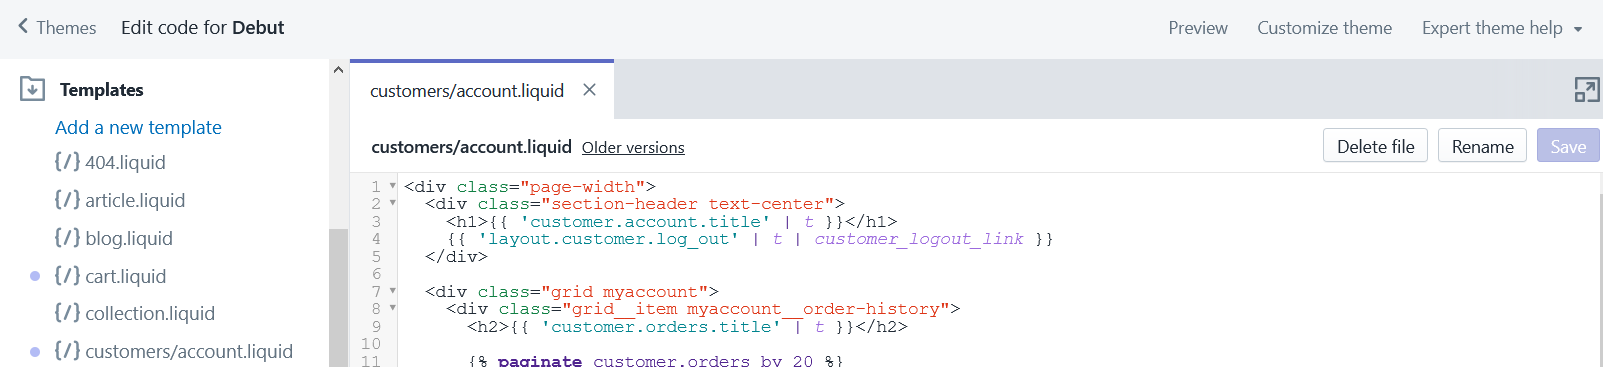 Themes Edit code for Debut Preview Customize theme Expert theme help
Templates
Add a new template
{/} 404.liquid
{/} article.liquid
{/} blog.liquid
{/} cart.liquid
{/} collection.liquid
{/} customers/account.liquid
customers/account.liquid ×
customers/account.liquid Older versions Delete file Rename Save
1 <div class="page-width">
2 <div class="section-header text-center">
3 <h1>{{ 'customer.account.title' | t }}</h1>
4 {{ 'layout.customer.log_out' | t | customer_logout_link }}
5 </div>
6
7 <div class="grid myaccount">
8 <div class="grid__item myaccount__order-history">
9 <h2>{{ 'customer.orders.title' | t }}</h2>
10
11 {% paginate customer.orders by 20 %}